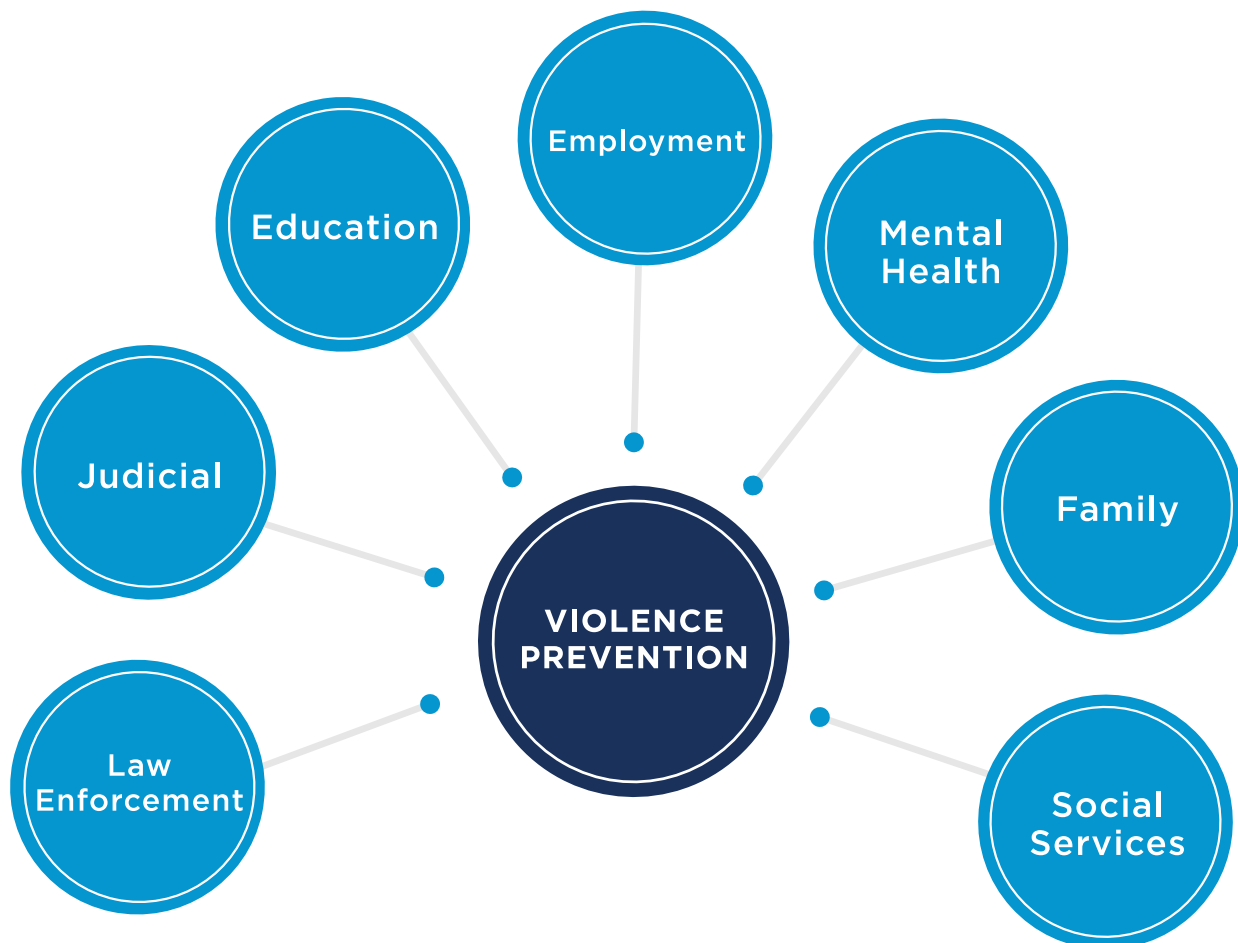 Employment
Education
Mental
Health
Judicial
Family
VIOLENCE
PREVENTION
Law
Enforcement
Social
Services